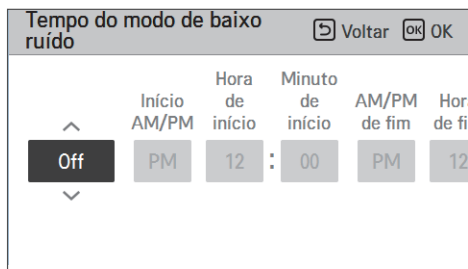 Tempo do modo de baixo
ruído
Voltar OK OK
Início
AM/PM
Hora
de
início
Minuto
de
início
AM/PM
de fim
Off PM 12 : 00 PM 12